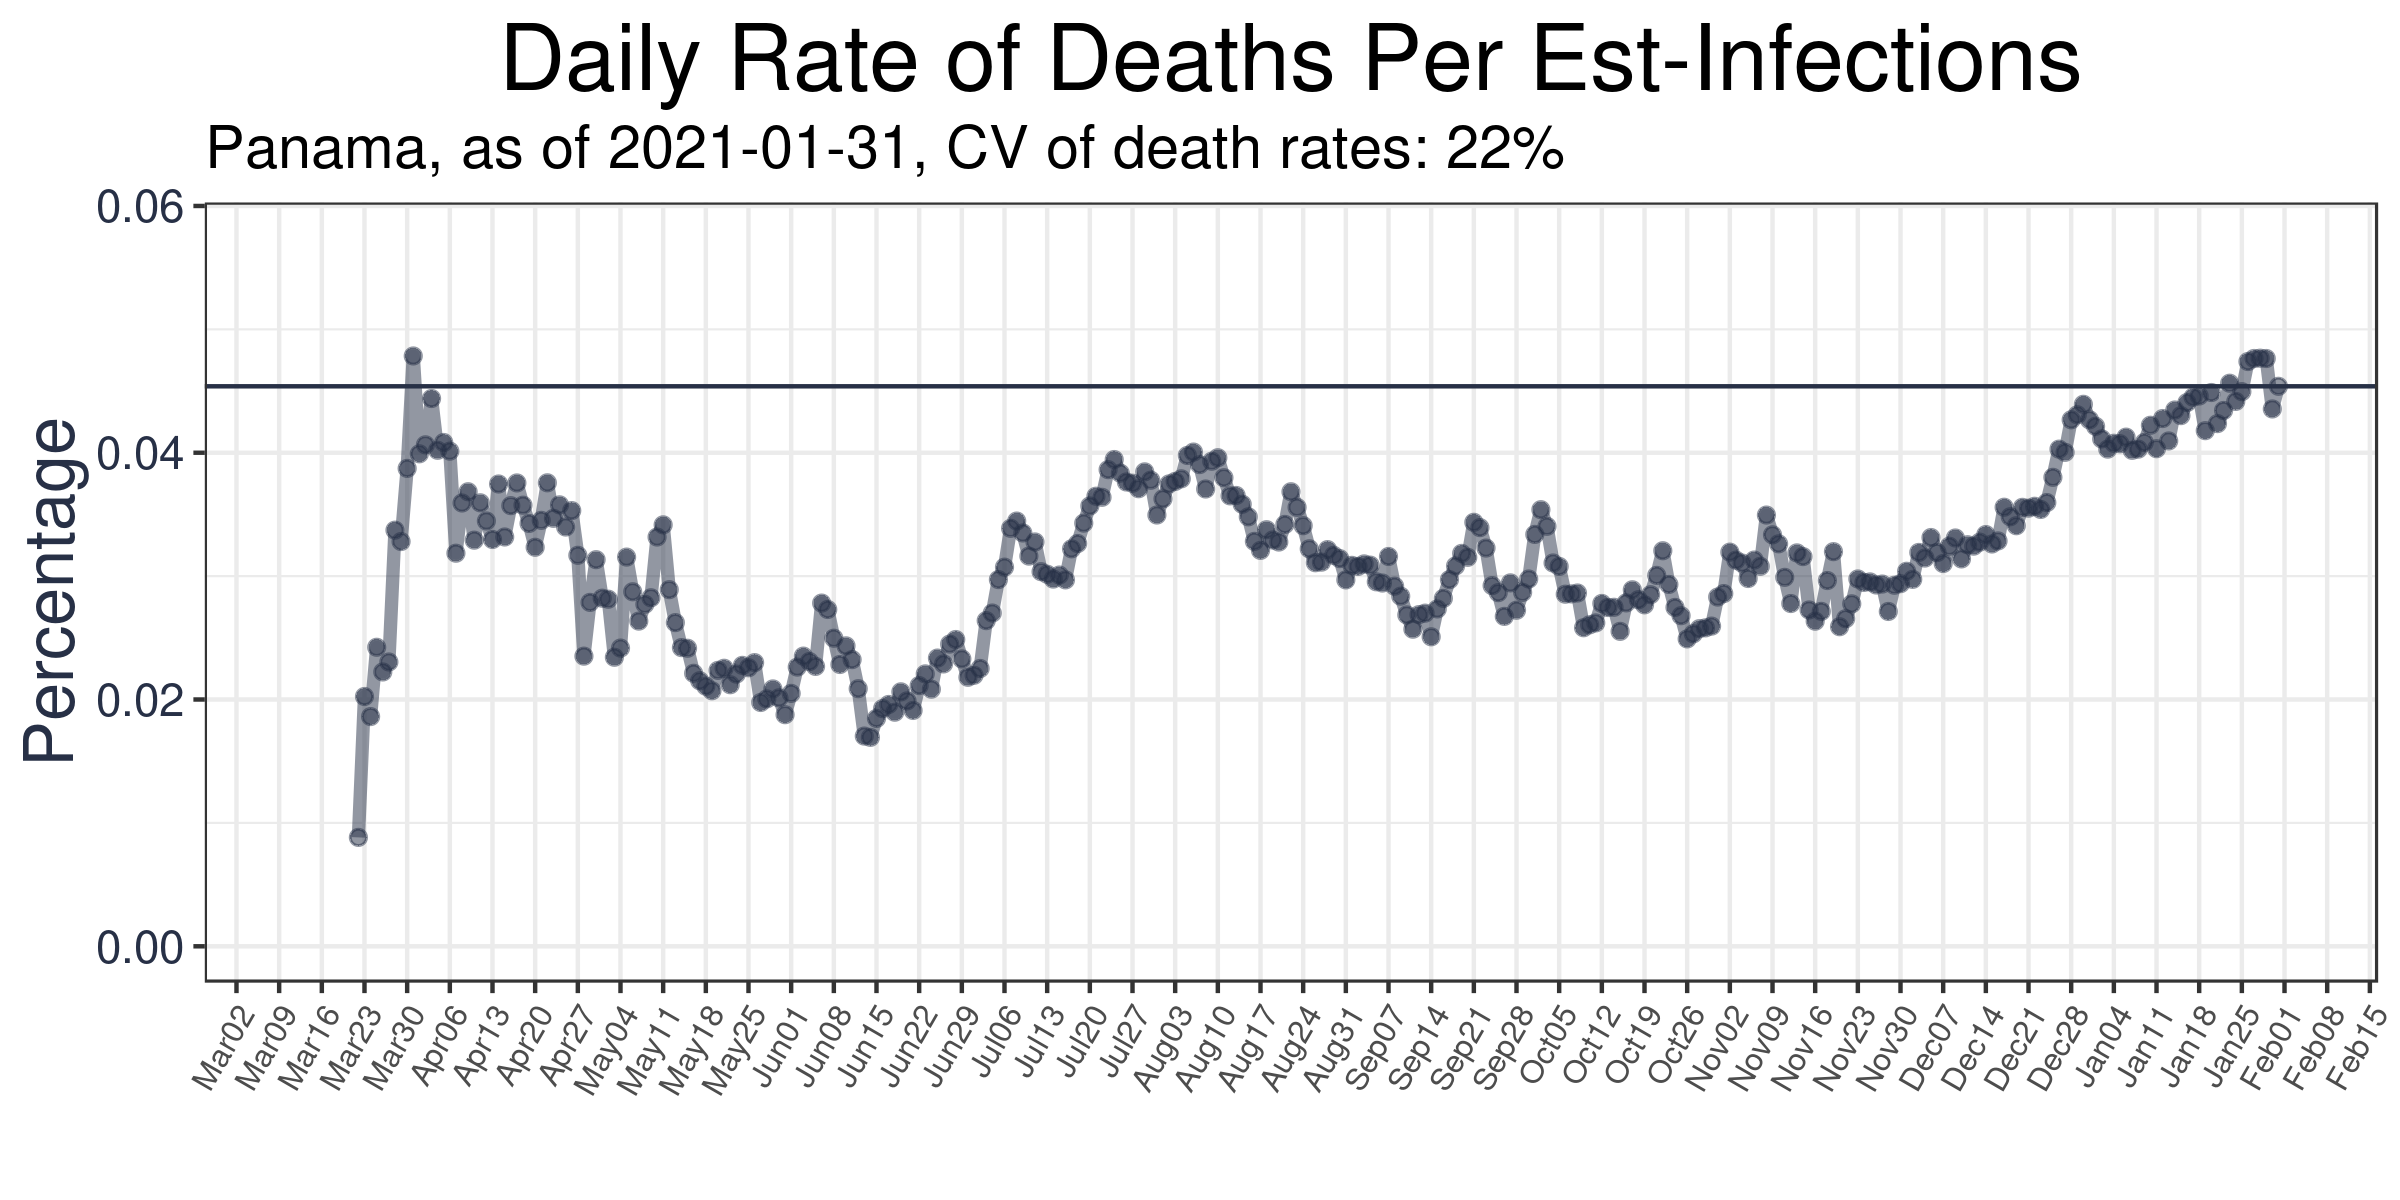 Daily Rate of Deaths Per Est-Infections
Panama, as of 2021-01-31, CV of death rates: 22%
Percentage
0.06
0.04
0.02
0.00
Mar02 Mar09 Mar16 Mar23 Mar30 Apr06 Apr13 Apr20 Apr27 May04 May11 May18 May25 Jun01 Jun08 Jun15 Jun22 Jun29 Jul06 Jul13 Jul20 Jul27 Aug03 Aug10 Aug17 Aug24 Aug31 Sep07 Sep14 Sep21 Sep28 Oct05 Oct12 Oct19 Oct26 Nov02 Nov09 Nov16 Nov23 Nov30 Dec07 Dec14 Dec21 Dec28 Jan04 Jan11 Jan18 Jan25 Feb01 Feb08 Feb15